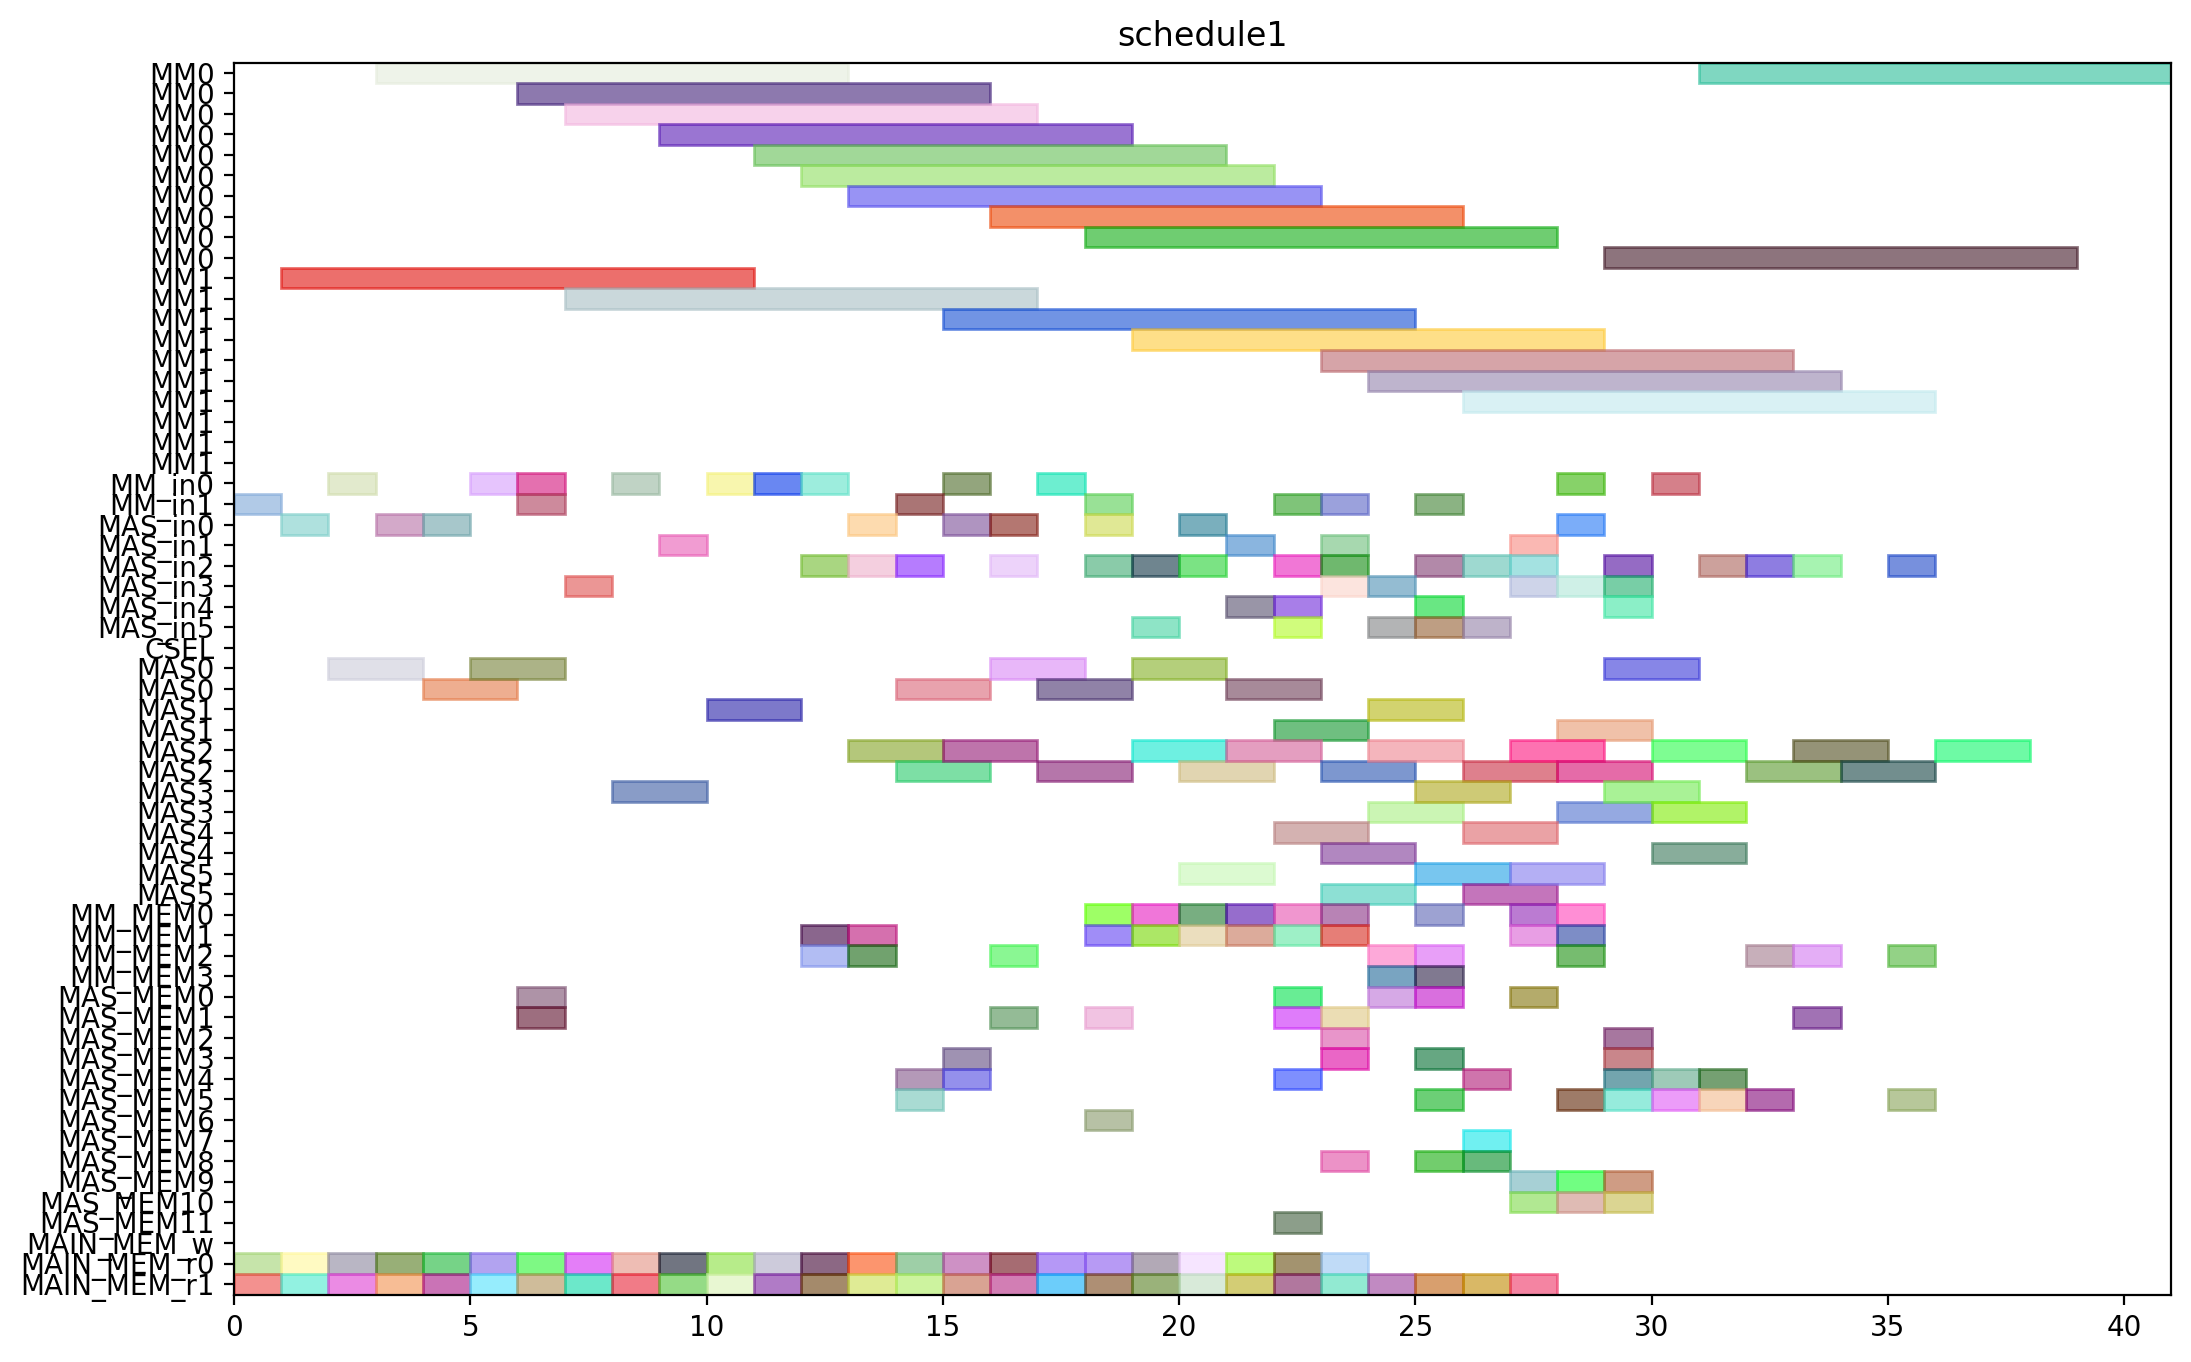 schedule1
MM0
MM0
MM0
MM0
MM0
MM0
MM0
MM0
MM0
MM0
MM1
MM1
MM1
MM1
MM1
MM1
MM1
MM1
MM1
MM1
MM_in0
MM_in1
MAS_in0
MAS_in1
MAS_in2
MAS_in3
MAS_in4
MAS_in5
CSEL
MAS0
MAS0
MAS1
MAS1
MAS2
MAS2
MAS3
MAS3
MAS4
MAS4
MAS5
MAS5
MM_MEM0
MM_MEM1
MM_MEM2
MM_MEM3
MAS_MEM0
MAS_MEM1
MAS_MEM2
MAS_MEM3
MAS_MEM4
MAS_MEM5
MAS_MEM6
MAS_MEM7
MAS_MEM8
MAS_MEM9
MAS_MEM10
MAS_MEM11
MAIN_MEM_w
MAIN_MEM_r0
MAIN_MEM_r1
0 5 10 15 20 25 30 35 40